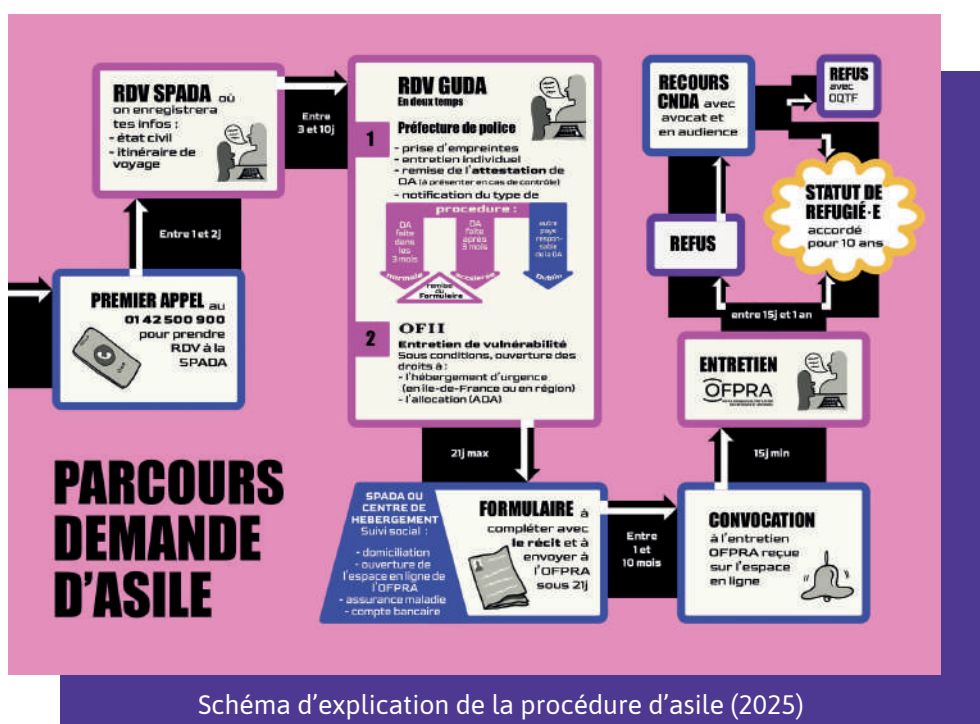 PREMIER APPEL au
01 42 500 900
pour prendre
RDV à la
SPADA
Entre 1 et 2j
RDV SPADA où
on enregistrera
tes infos :
- état civil
- itinéraire de
voyage
Entre
3 et 10j
RDV GUDA
En deux temps
1
Préfecture de police
- prise d'empreintes
- entretien individuel
- remise de l'attestation de
DA (à présenter en cas de contrôle)
- notification du type de
procedure :
DA
faite
dans
les
3 mois
normale
DA
faite
après
3 mois
accelerée
autre
pays
respon-
sable
de la DA
Dublin
remise
du
Formulaire
2
OFII
Entretien de vulnérabilité
Sous conditions, ouverture des
droits à :
- l'hébergement d'urgence
(en île-de-France ou en région)
- l'allocation (ADA)
21j max
SPADA OU
CENTRE DE
HEBERGEMENT
Suivi social :
- domiciliation
- ouverture de
l'espace en ligne de
l'OFPRA
- assurance maladie
- compte bancaire
FORMULAIRE à
compléter avec
le récit et à
envoyer à
l'OFPRA
sous 21j
Entre
1 et
10 mois
CONVOCATION
à l'entretien
OFPRA reçue
sur l'espace
en ligne
15j min
ENTRETIEN
OFPRA
entre 15j et 1 an
REFUS
RECOURS
CNDA avec
avocat et
en audience
REFUS
avec
OQTF
STATUT DE
REFUGIÉ·E
accordé
pour 10 ans
PARCOURS
DEMANDE
D'ASILE
Schéma d'explication de la procédure d'asile (2025)